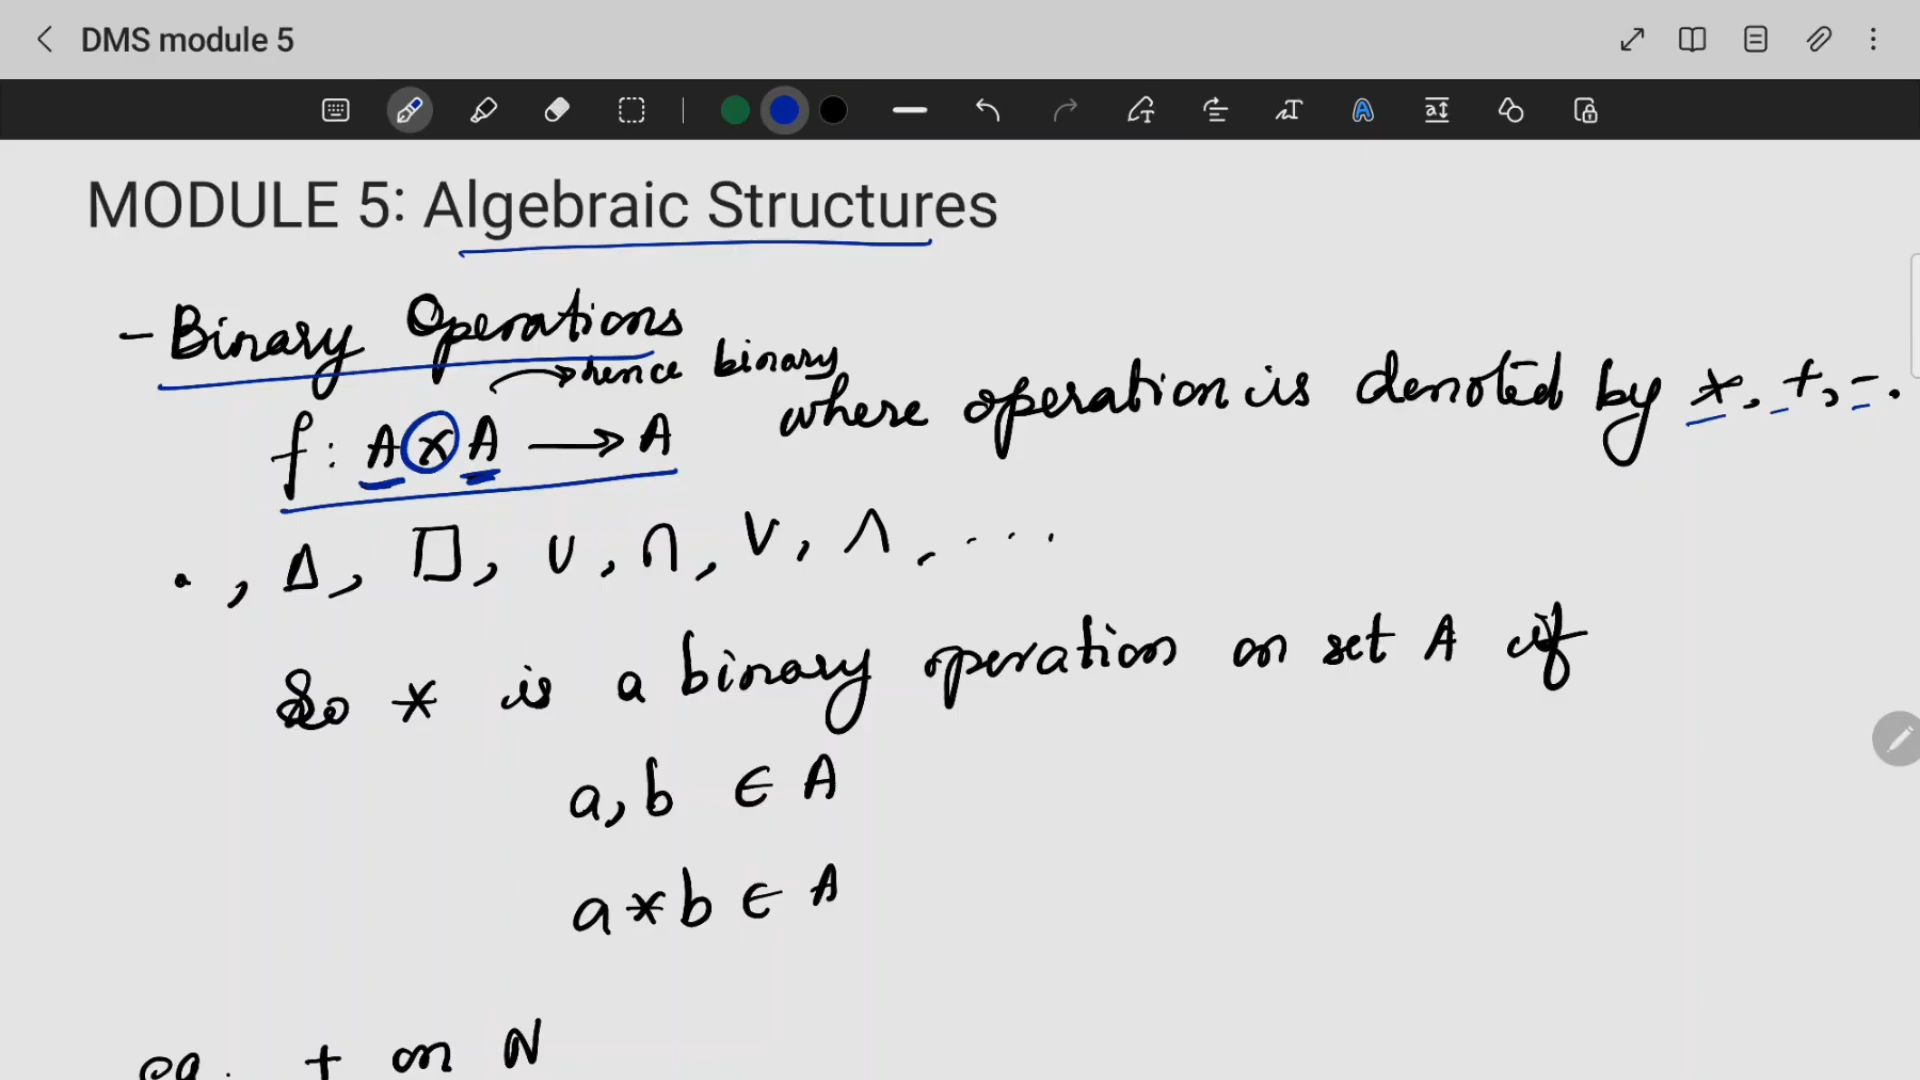 DMS module 5
MODULE 5: Algebraic Structures
- Binary Operations
→ hence binary
f: A × A → A where operation is denoted by *, +, -.
., Δ, □, ∪, ∩, ∨, ∧, ....
So * is a binary operation on set A if
a, b ∈ A
a * b ∈ A
eg. + on N